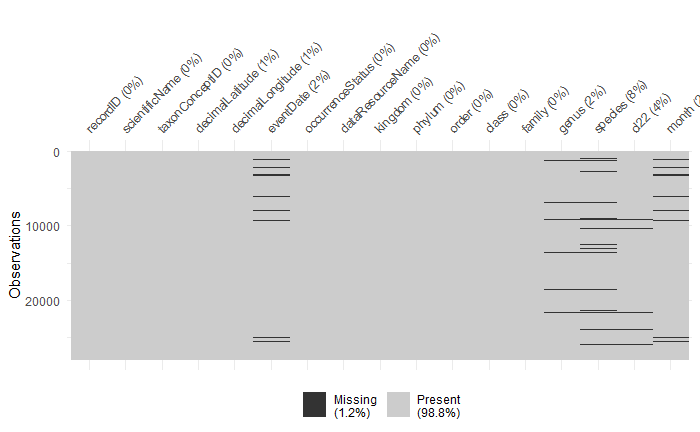 recordID (0%)
scientificName (0%)
taxonConceptID (0%)
decimalLatitude (1%)
decimalLongitude (1%)
eventDate (2%)
occurrenceStatus (0%)
dataResourceName (0%)
kingdom (0%)
phylum (0%)
order (0%)
class (0%)
family (0%)
genus (2%)
species (8%)
cl22 (4%)
month (2
0
10000
20000
Observations
Missing
(1.2%)
Present
(98.8%)